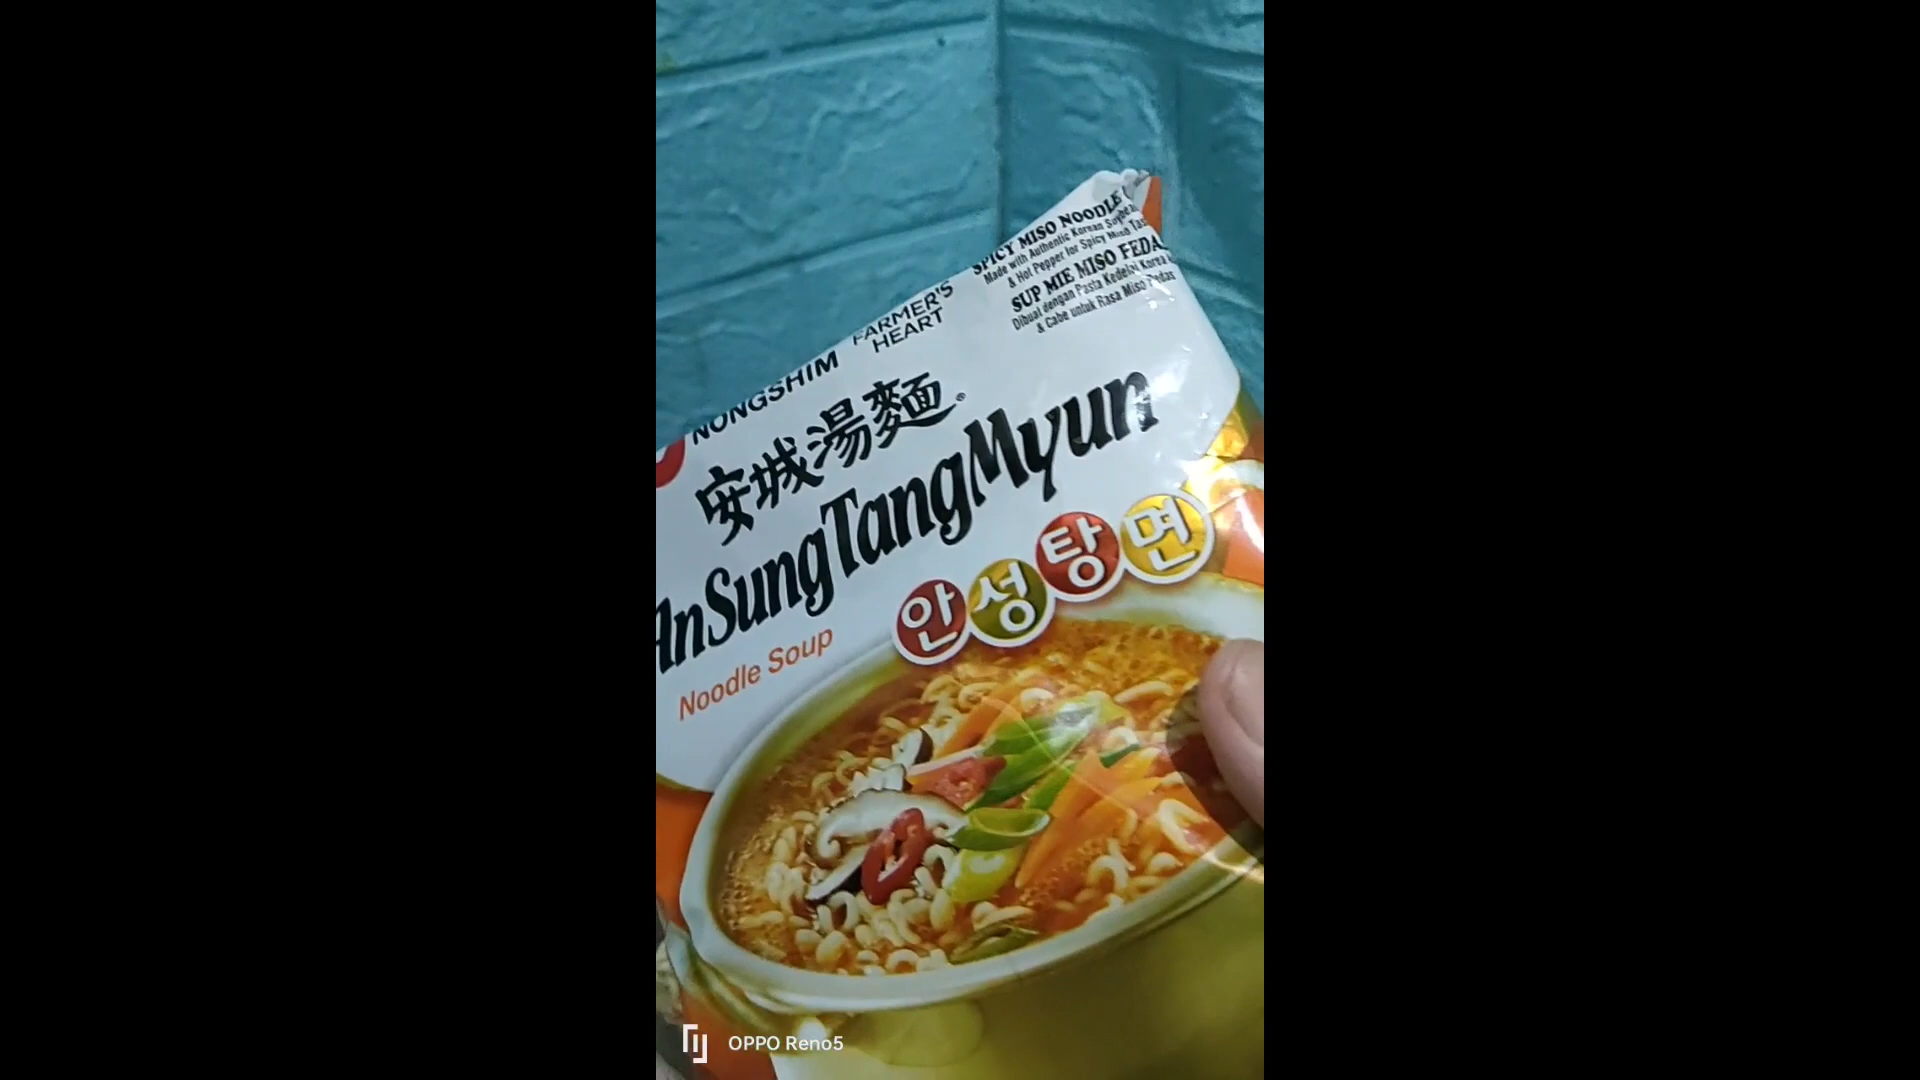 SPICY MISO NOODLE
Made with Authentic Korean
& Hot Pepper for Spicy Miso
SUP MIE MISO
Dibuat dengan Pasta Kedelai Korea
& Cabe untuk Rasa Miso Pedas
NONGSHIM
FARMER'S
HEART
安城湯麵®
AnSungTangMyun
안성탕면
Noodle Soup
OPPO Reno5